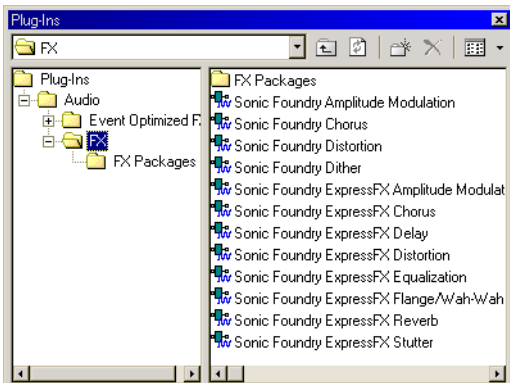 Plug-Ins
FX
Plug-Ins
Audio
Event Optimized F
FX
FX Packages
FX Packages
Sonic Foundry Amplitude Modulation
Sonic Foundry Chorus
Sonic Foundry Distortion
Sonic Foundry Dither
Sonic Foundry ExpressFX Amplitude Modulat
Sonic Foundry ExpressFX Chorus
Sonic Foundry ExpressFX Delay
Sonic Foundry ExpressFX Distortion
Sonic Foundry ExpressFX Equalization
Sonic Foundry ExpressFX Flange/Wah-Wah
Sonic Foundry ExpressFX Reverb
Sonic Foundry ExpressFX Stutter